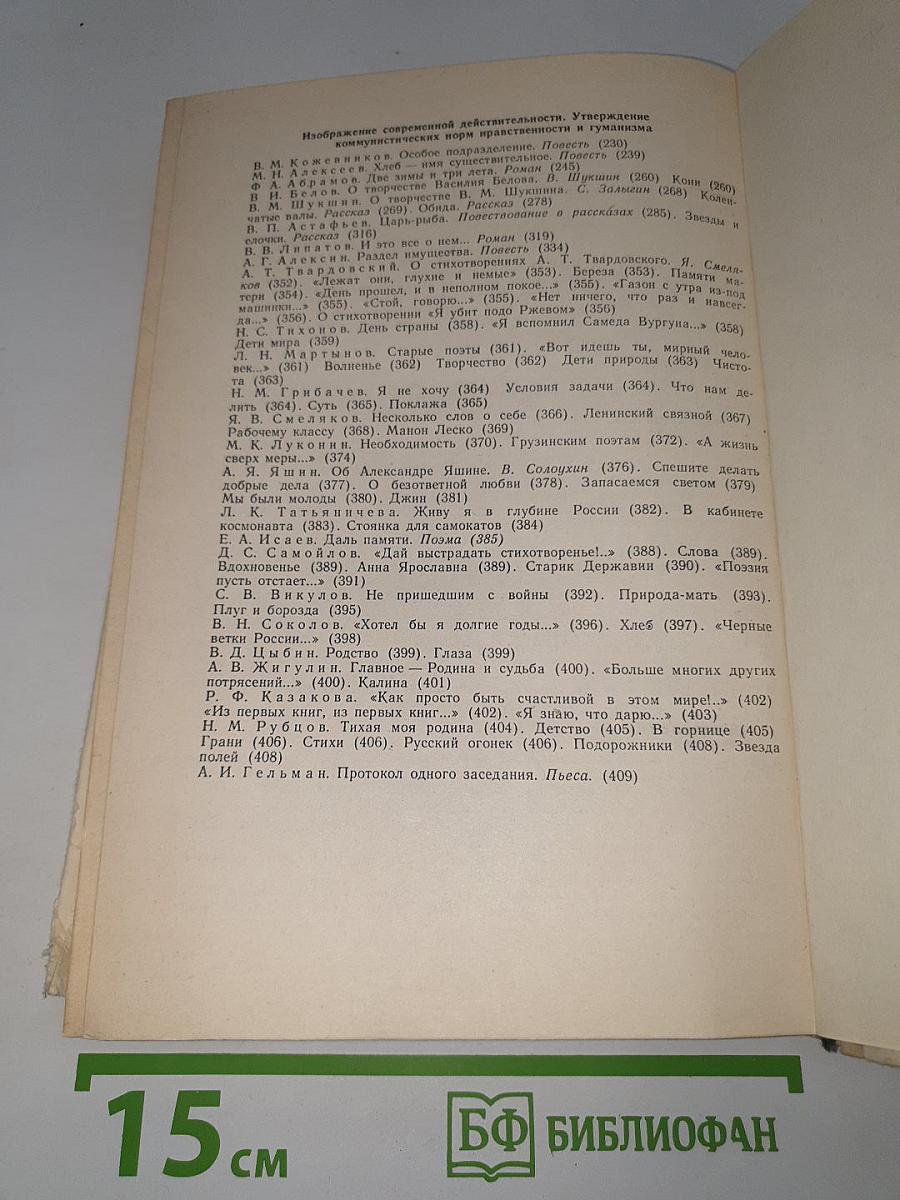 Изображение современной действительности. Утверждение
коммунистических норм нравственности и гуманизма
В. М. Кожевников. Особое подразделение. Повесть (230)
М. Н. Алексеев. Хлеб — имя существительное. Повесть (239)
Ф А. Абрамов. Две зимы и три лета. Роман (245)
В И. Белов. О творчестве Василия Белова. В. Шукшин (260) Кони (260)
В. М. Шукшин. О творчестве В. М. Шукшина. С. Залыгин (268) Колен-
чатые валы. Рассказ (269). Обида. Рассказ (278)
В. П. Астафьев. Царь-рыба. Повествование в рассказах (285). Звезды и
елочки. Рассказ (316)
В. В. Липатов. И это все о нем... Роман (319)
А. Г. Алексин. Раздел имущества. Повесть (334)
А. Т. Твардовский. О стихотворениях А. Т. Твардовского. Я. Смеля-
ков (352). «Лежат они, глухие и немые» (353). Береза (353). Памяти ма-
тери (354). «День прошел, и в неполном покое...» (355). «Газон с утра из-под
машинки...» (355). «Стой, говорю...» (355). «Нет ничего, что раз и навсег-
да...» (356). О стихотворении «Я убит подо Ржевом» (356)
Н. С. Тихонов. День страны (358). «Я вспомнил Самеда Вургуна...» (358)
Дети мира (359)
Л. Н. Мартынов. Старые поэты (361). «Вот идешь ты, мирный чело-
век...» (361) Волненье (362) Творчество (362) Дети природы (363) Чисто-
та (363)
Н. М. Грибачев. Я не хочу (364) Условия задачи (364). Что нам де-
лить (364). Суть (365). Поклажа (365)
Я. В. Смеляков. Несколько слов о себе (366). Ленинский связной (367)
Рабочему классу (368). Манон Леско (369)
М. К. Луконин. Необходимость (370). Грузинским поэтам (372). «А жизнь
сверх меры...» (374)
А. Я. Яшин. Об Александре Яшине. В. Солоухин (376). Спешите делать
добрые дела (377). О безответной любви (378). Запасаемся светом (379)
Мы были молоды (380). Джин (381)
Л. К. Татьяничева. Живу я в глубине России (382). В кабинете
космонавта (383). Стоянка для самокатов (384)
Е. А. Исаев. Даль памяти. Поэма (385)
Д. С. Самойлов. «Дай выстрадать стихотворенье!..» (388). Слова (389).
Вдохновенье (389). Анна Ярославна (389). Старик Державин (390). «Поэзия
пусть отстает...» (391)
С. В. Викулов. Не пришедшим с войны (392). Природа-мать (393).
Плуг и борозда (395)
В. Н. Соколов. «Хотел бы я долгие годы...» (396). Хлеб (397). «Черные
ветки России...» (398)
В. Д. Цыбин. Родство (399). Глаза (399)
А. В. Жигулин. Главное — Родина и судьба (400). «Больше многих других
потрясений...» (400). Калина (401)
Р. Ф. Казакова. «Как просто быть счастливой в этом мире!..» (402)
«Из первых книг, из первых книг...» (402). «Я знаю, что дарю...» (403)
Н. М. Рубцов. Тихая моя родина (404). Детство (405). В горнице (405)
Грани (406). Стихи (406). Русский огонек (406). Подорожники (408). Звезда
полей (408)
А. И. Гельман. Протокол одного заседания. Пьеса. (409)
15 см
БФ БИБЛИОФАН